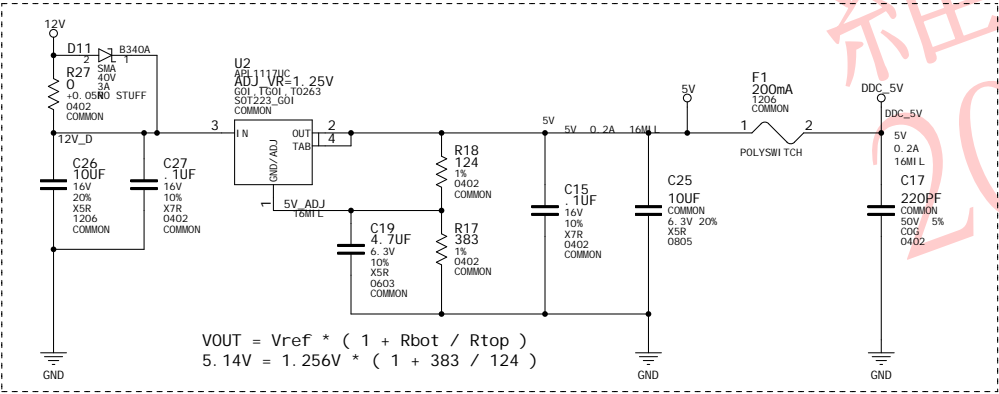 12V
D11
B340A
2
1
SMA
40V
3A
NO STUFF
R27
0
+0.05R
0402
COMMON
12V_D
C26
10UF
16V
20%
X5R
1206
COMMON
C27
.1UF
16V
10%
X7R
0402
COMMON
U2
APL1117UC
ADJ_VR=1.25V
GOI,TGOI,TO263
SOT223_GOI
COMMON
3
IN
OUT
2
TAB
4
GND/ADJ
1
5V_ADJ
16MIL
R18
124
1%
0402
COMMON
C19
4.7UF
6.3V
10%
X5R
0603
COMMON
R17
383
1%
0402
COMMON
5V
5V 0.2A 16MIL
C15
.1UF
16V
10%
X7R
0402
COMMON
5V
C25
10UF
COMMON
6.3V 20%
X5R
0805
F1
200mA
1206
COMMON
1
2
POLYSWITCH
DDC_5V
DDC_5V
5V
0.2A
16MIL
C17
220PF
COMMON
50V 5%
COG
0402
VOUT = Vref * ( 1 + Rbot / Rtop )
5.14V = 1.256V * ( 1 + 383 / 124 )
GND
GND
GND
20